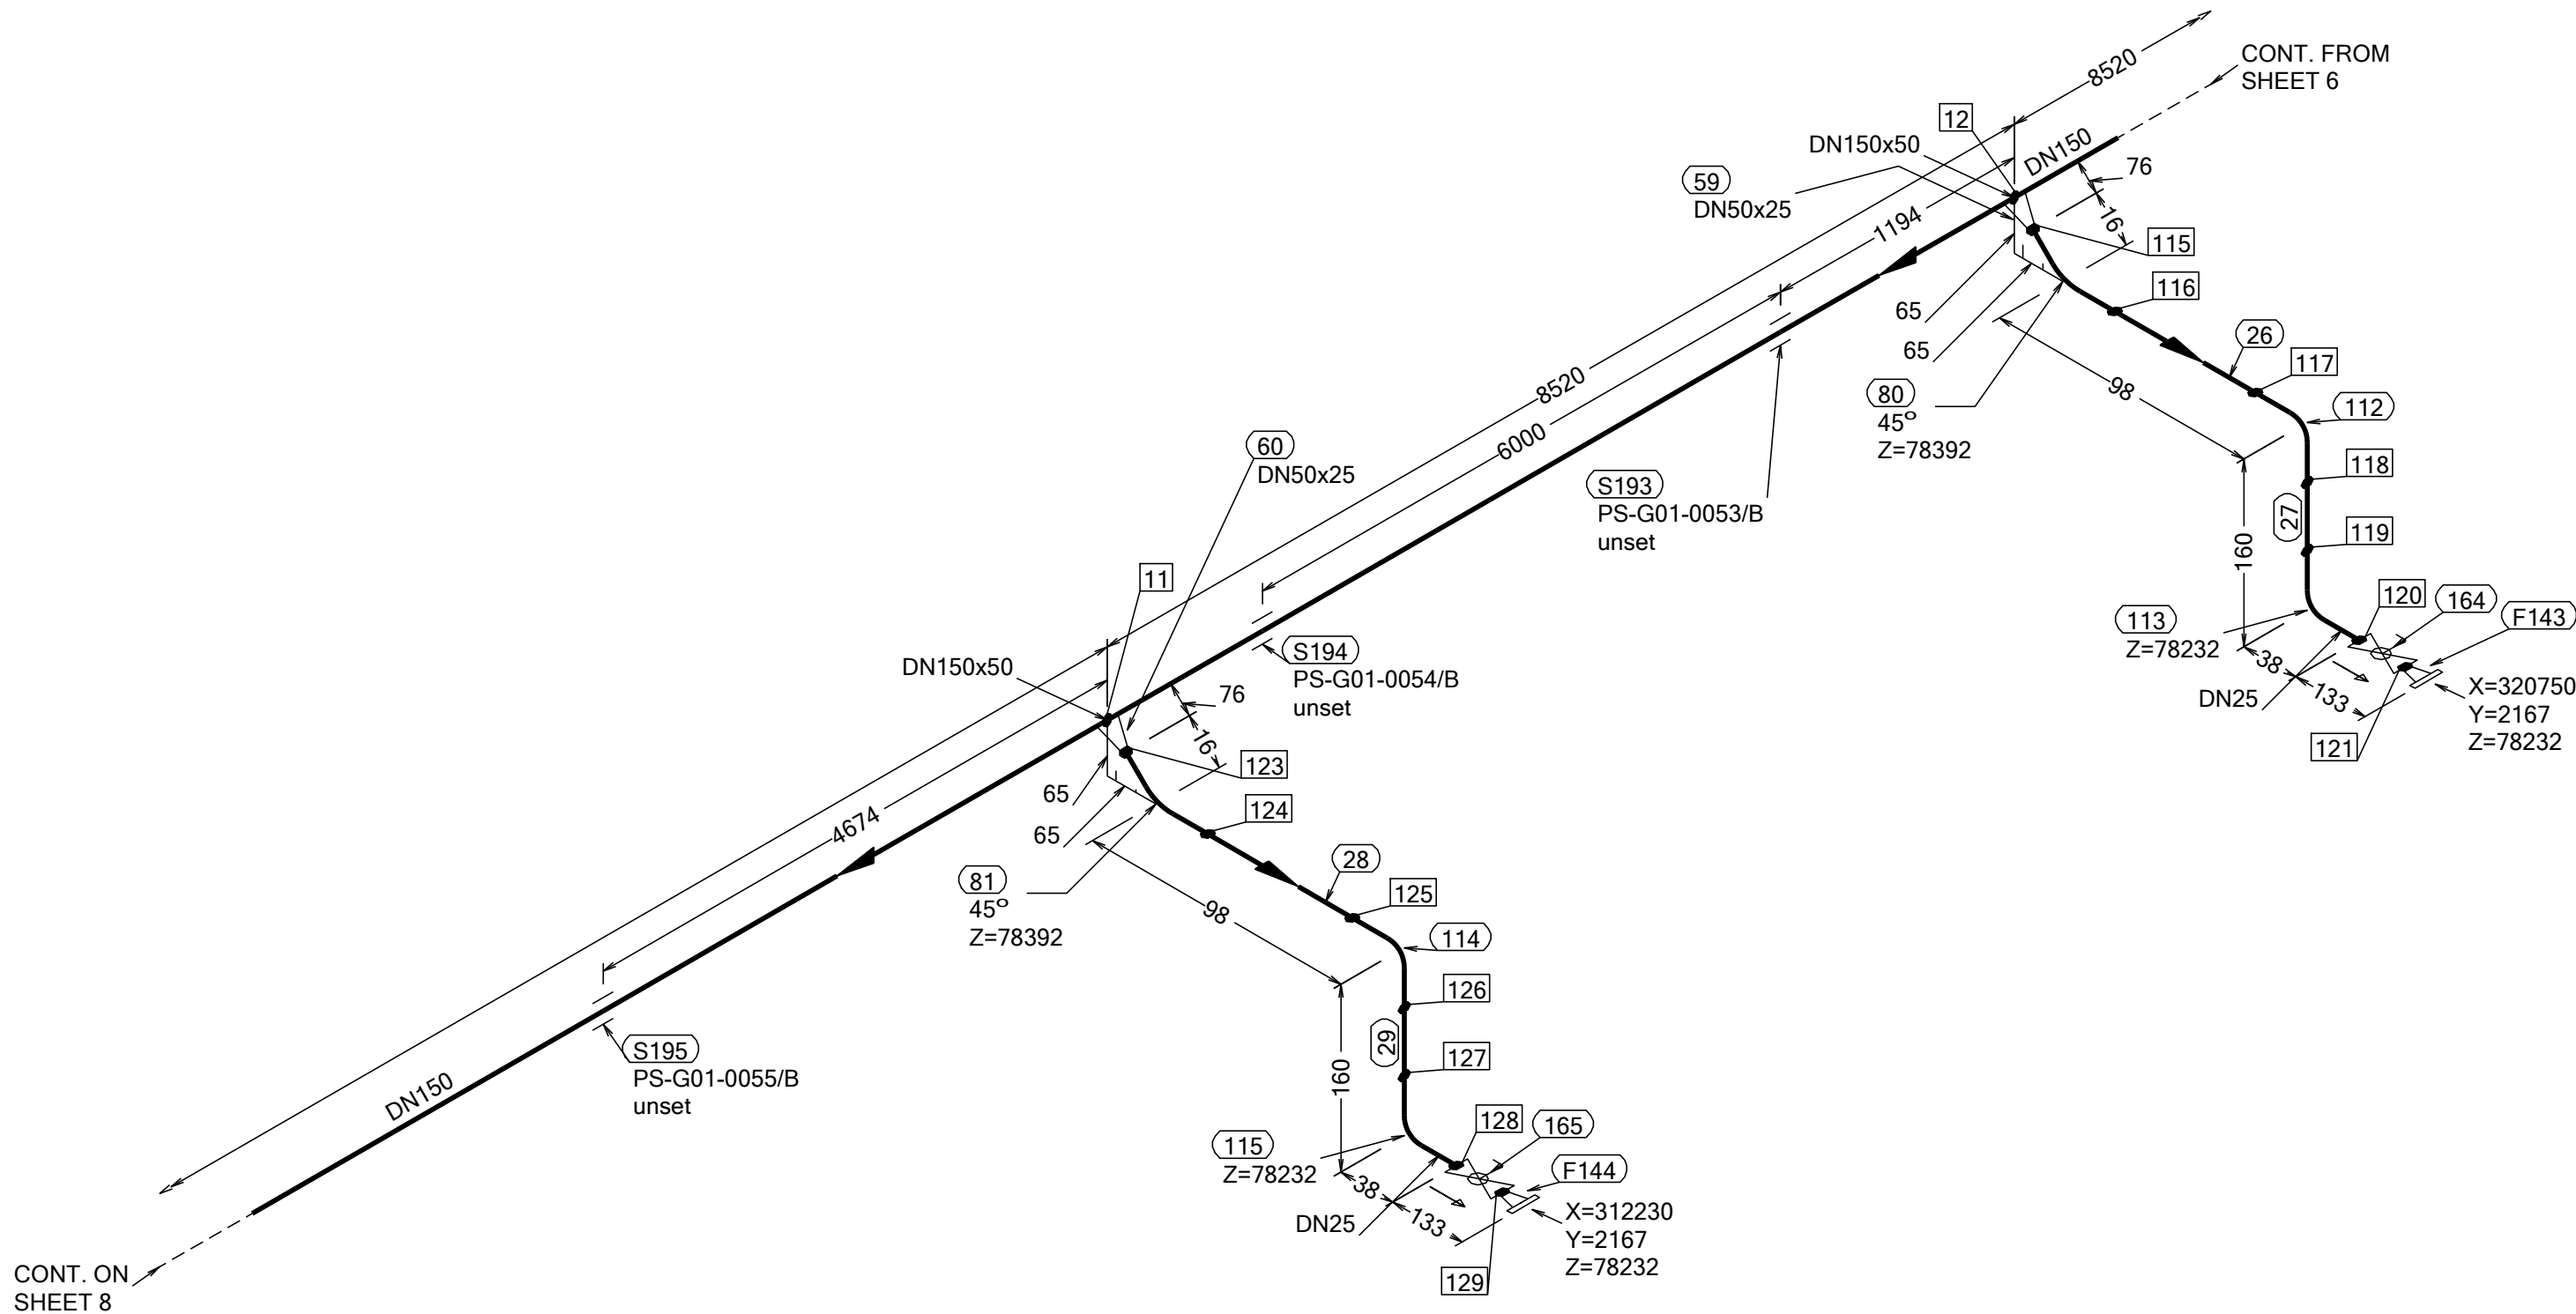 8520
CONT. FROM
SHEET 6
12
DN150x50
DN150
76
59
DN50x25
16
1194
115
65
116
65
26
117
80
45°
Z=78392
98
112
8520
6000
60
DN50x25
S193
PS-G01-0053/B
unset
118
27
119
160
11
120
164
F143
113
Z=78232
38
DN25
133
X=320750
Y=2167
Z=78232
121
DN150x50
S194
PS-G01-0054/B
unset
76
16
123
65
124
65
4674
28
125
81
45°
Z=78392
98
114
126
29
127
160
S195
PS-G01-0055/B
unset
DN150
128
165
115
Z=78232
F144
38
DN25
133
X=312230
Y=2167
Z=78232
129
CONT. ON
SHEET 8